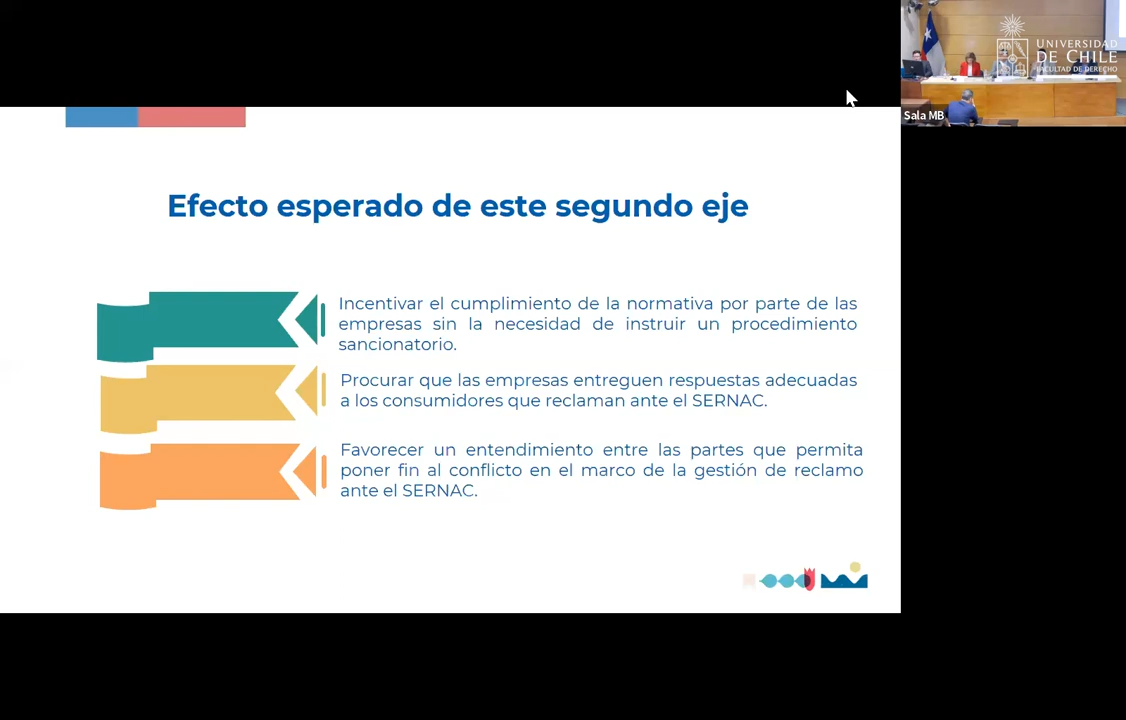 UNIVERSIDAD
DE CHILE
FACULTAD DE DERECHO
Sala MB
Efecto esperado de este segundo eje
Incentivar el cumplimiento de la normativa por parte de las
empresas sin la necesidad de instruir un procedimiento
sancionatorio.
Procurar que las empresas entreguen respuestas adecuadas
a los consumidores que reclaman ante el SERNAC.
Favorecer un entendimiento entre las partes que permita
poner fin al conflicto en el marco de la gestión de reclamo
ante el SERNAC.